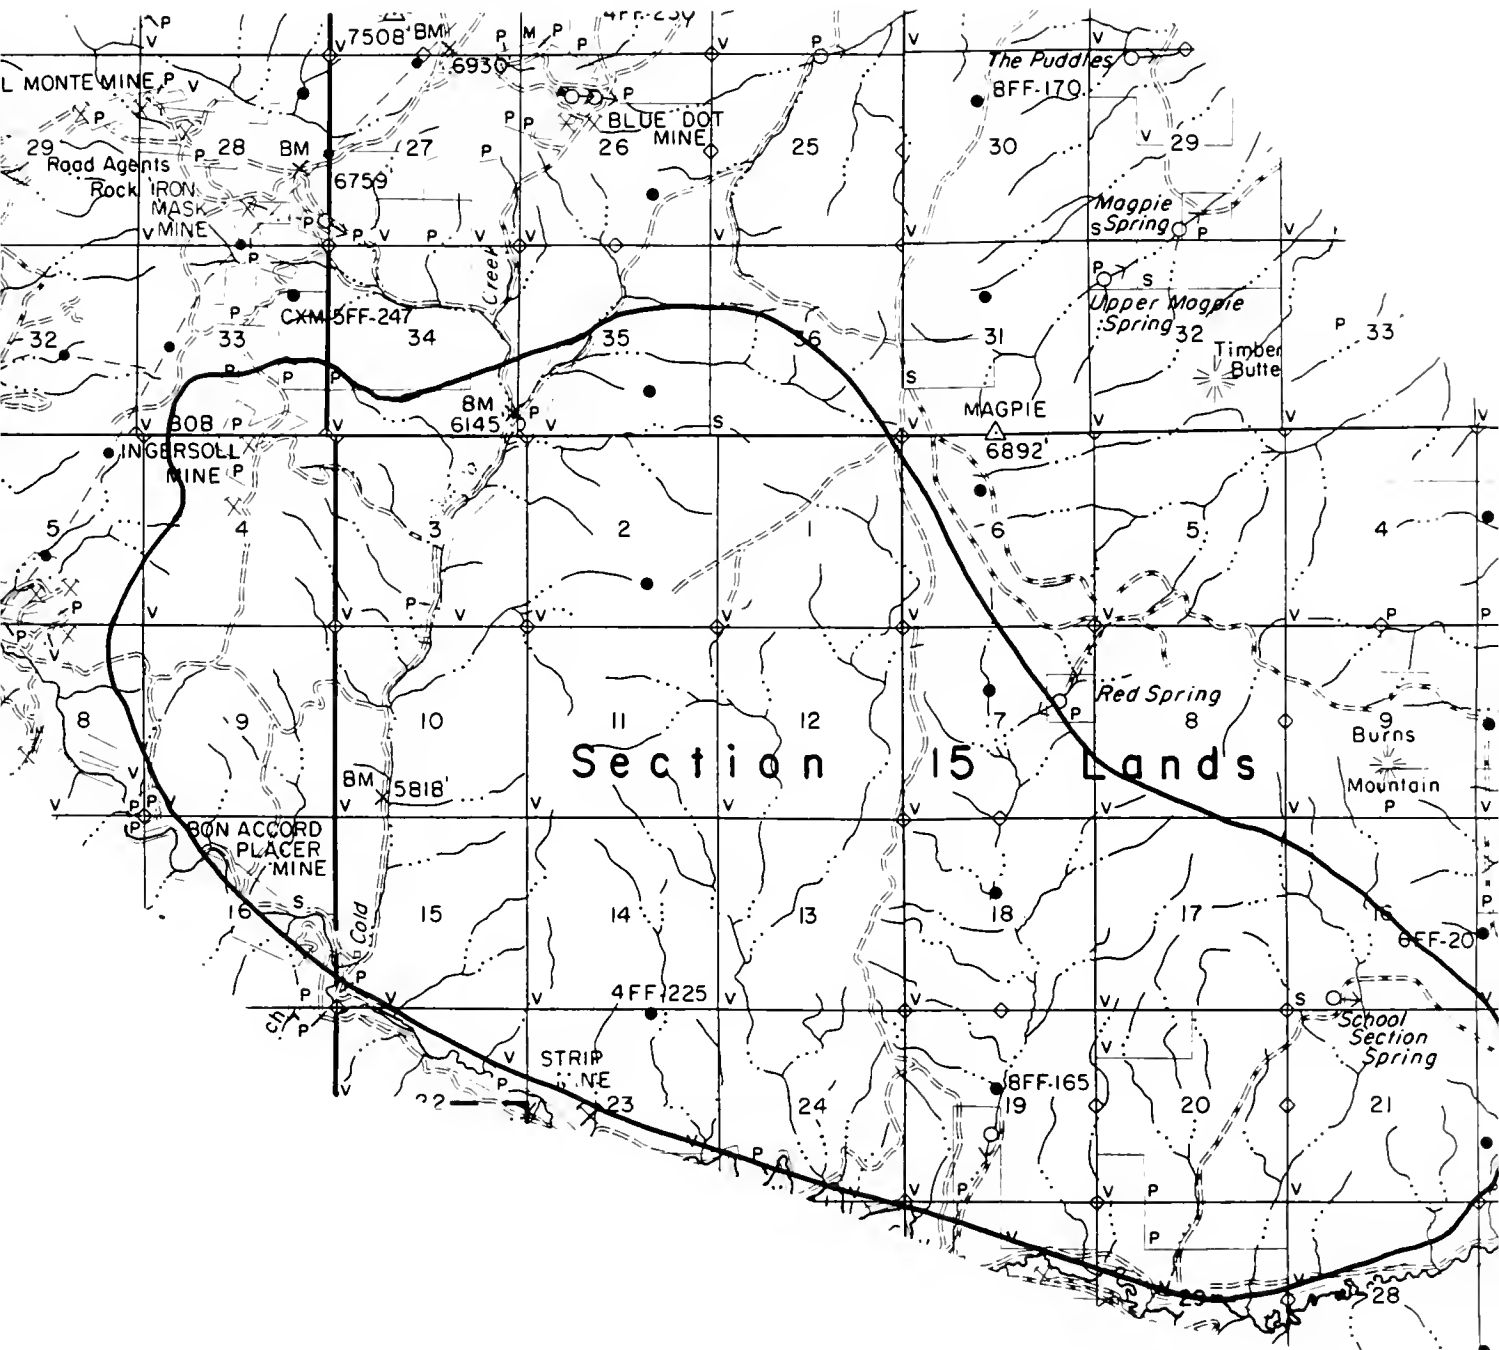 P
V
V
7508' BM
P M P
P
4FF-230
V
P
V
V
6930
The Puddles
L MONTE MINE P
V
P
8FF-170
P
P P
BLUE DOT
MINE
V
29
28
BM
27
P
26
25
30
29
Road Agents
P
6759'
Rock
IRON
MASK
MINE
Magpie
Spring
S
P
V
P
P V P V V
V
V
V
P
Creek
P
S
Upper Magpie
Spring
P
CXM-5FF-247
32
33
34
35
36
31
32
P
33
Timber
Butte
P
P
P
S
BM
6145
P
V
S
MAGPIE
V
BOB
P
V
V
V
V
INGERSOLL
MINE
P
6892'
5
4
3
2
1
6
5
4
P
V
P
V
V
V
V
V
V
V
P
P
P
V
8
9
10
11
12
7
8
9
Red Spring
P
Burns
Mountain
P
Section 15 Lands
V
BM
5818'
V
P P
P
V
V
V
V
V
V
V
BON ACCORD
PLACER
MINE
16
S
Cold
15
14
13
18
17
16
P
6FF-20
P
P
V
V
4FF-225
V
V
V
S
V
School
Section
Spring
ch
P
V
V
STRIP
P
V
8FF-165
22
23
24
19
20
21
V
P
V
V
P
V
P
V
V
P
V
V
V
29
28